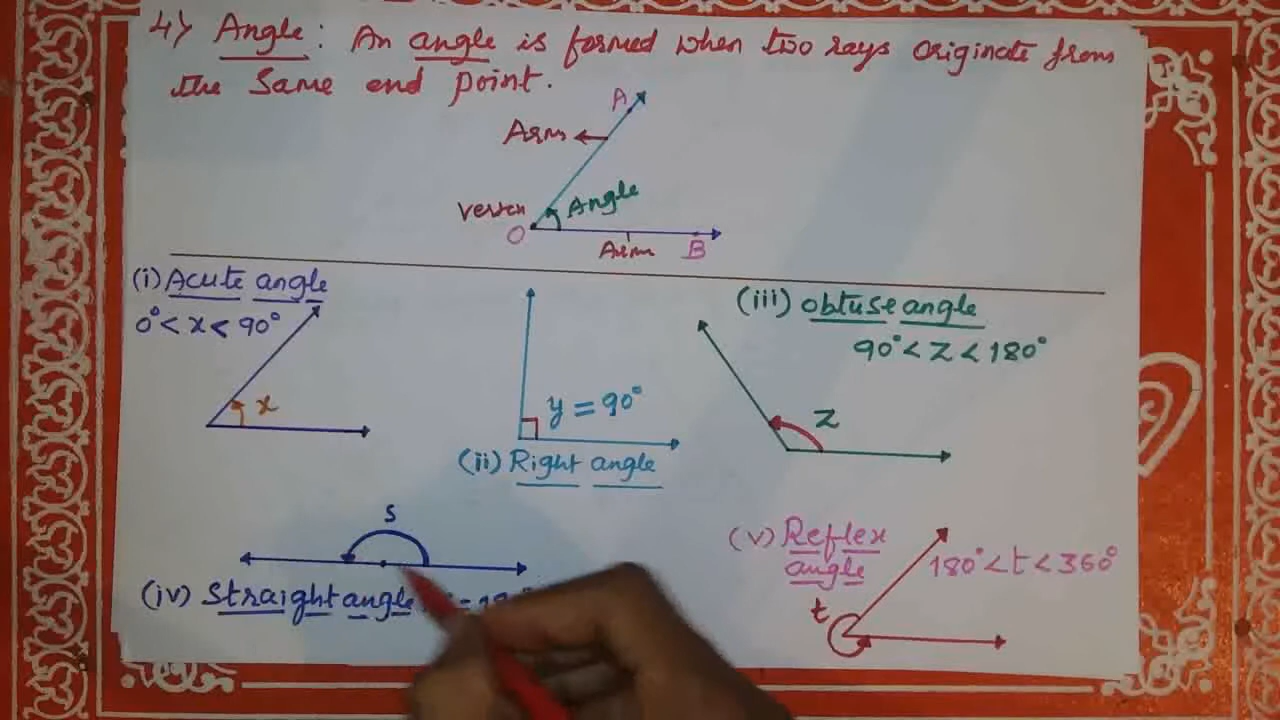 4) Angle: An angle is formed when two rays originate from
the same end point.
A
Arm
Vertex
Angle
O
Arm
B
(i) Acute angle
0° < x < 90°
x
y = 90°
(ii) Right angle
(iii) obtuse angle
90° < Z < 180°
Z
S
(iv) Straight angle
(v) Reflex
angle
180° < t < 360°
t